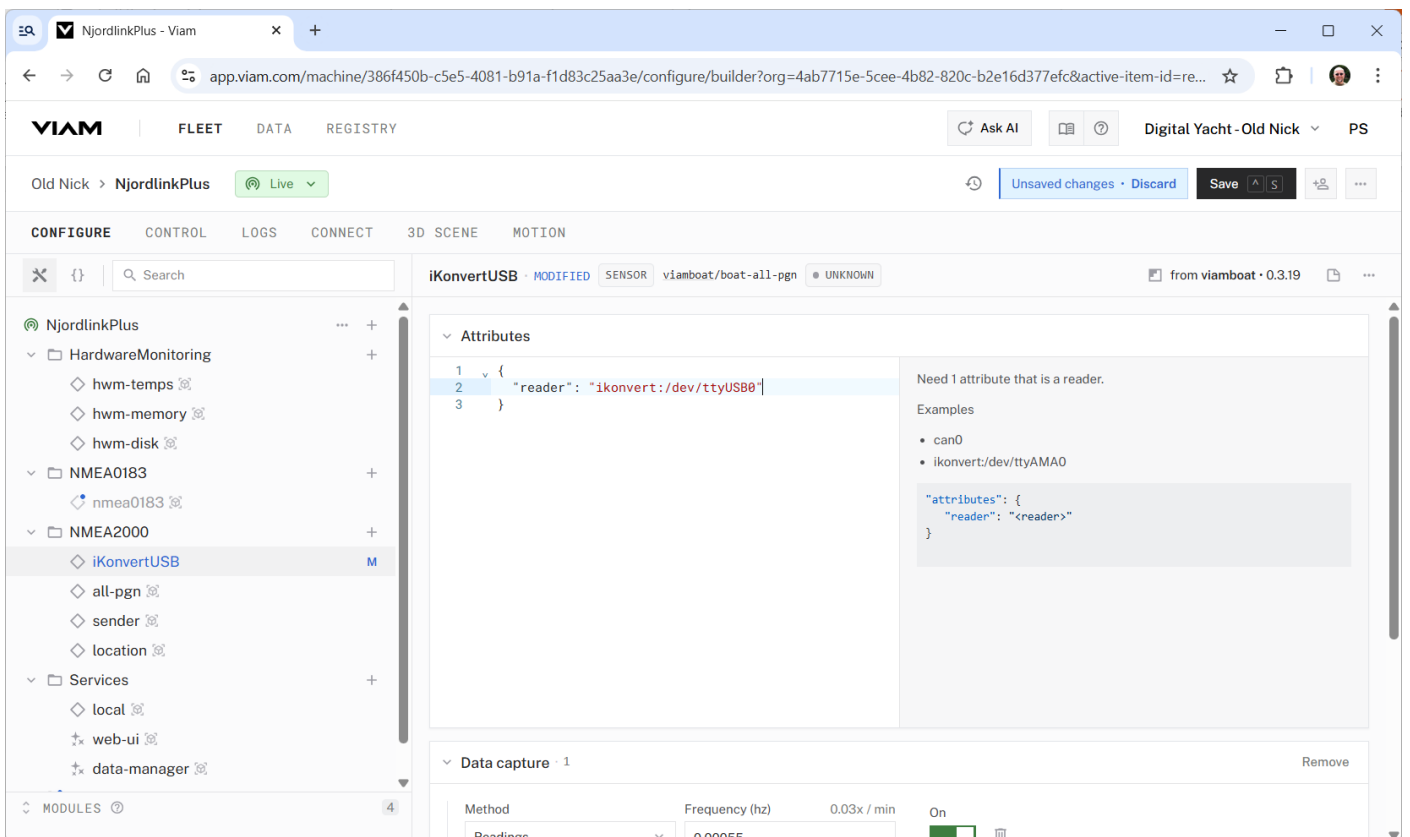 NjordlinkPlus - Viam
app.viam.com/machine/386f450b-c5e5-4081-b91a-f1d83c25aa3e/configure/builder?org=4ab7715e-5cee-4b82-820c-b2e16d377efc&active-item-id=re...
VIAM FLEET DATA REGISTRY Ask AI Digital Yacht - Old Nick PS
Old Nick > NjordlinkPlus Live Unsaved changes • Discard Save ^ S
CONFIGURE CONTROL LOGS CONNECT 3D SCENE MOTION
{} Search
iKonvertUSB · MODIFIED SENSOR viamboat/boat-all-pgn UNKNOWN from viamboat • 0.3.19
NjordlinkPlus
HardwareMonitoring
hwm-temps
hwm-memory
hwm-disk
NMEA0183
nmea0183
NMEA2000
iKonvertUSB M
all-pgn
sender
location
Services
local
web-ui
data-manager
MODULES 4
Attributes
1 {
2 "reader": "ikonvert:/dev/ttyUSB0"
3 }
Need 1 attribute that is a reader.
Examples
• can0
• ikonvert:/dev/ttyAMA0
"attributes": {
"reader": "<reader>"
}
Data capture · 1 Remove
Method Frequency (hz) 0.03x / min On
Readings 0.00055